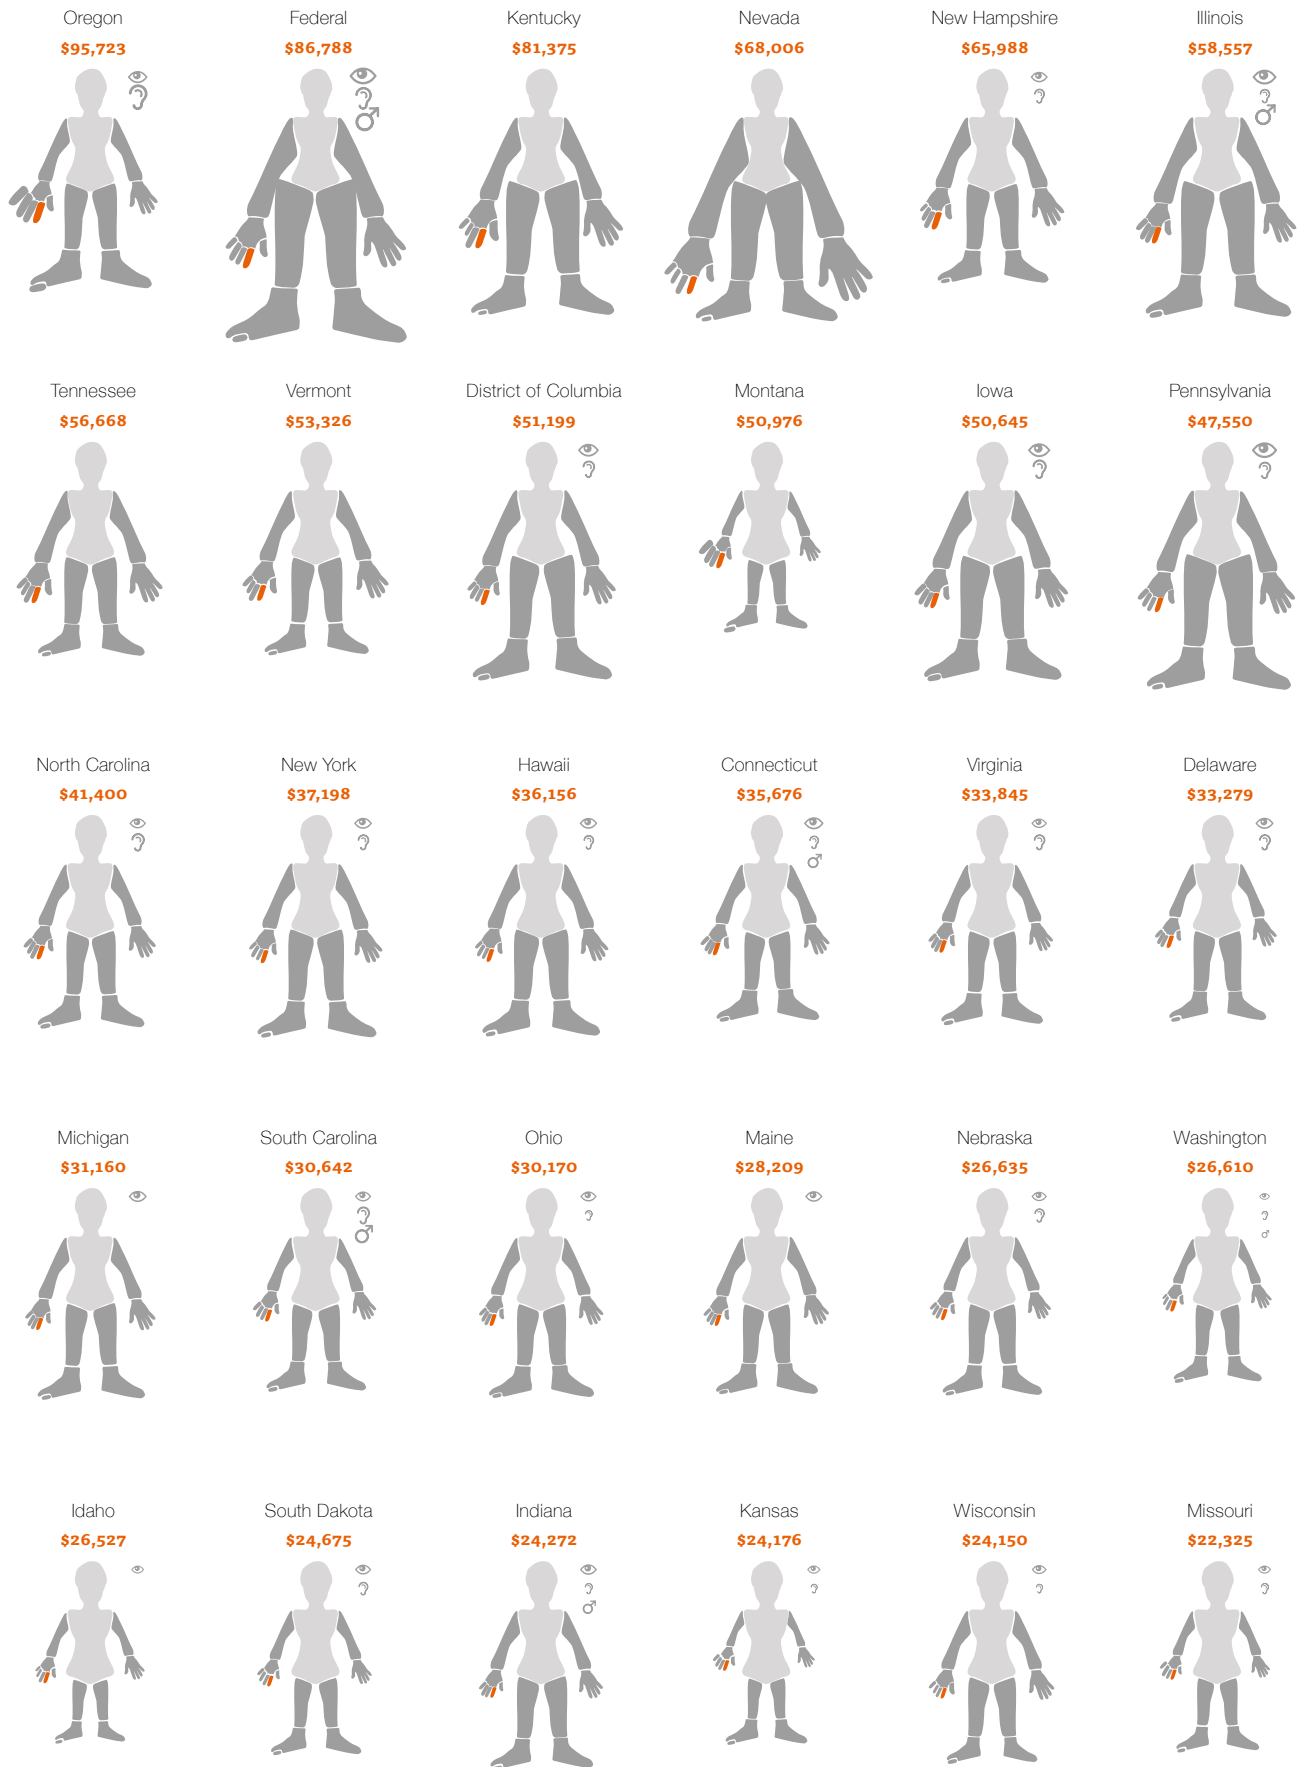 Oregon
Federal
Kentucky
Nevada
New Hampshire
Illinois
$95,723
$86,788
$81,375
$68,006
$65,988
$58,557
Tennessee
Vermont
District of Columbia
Montana
Iowa
Pennsylvania
$56,668
$53,326
$51,199
$50,976
$50,645
$47,550
North Carolina
New York
Hawaii
Connecticut
Virginia
Delaware
$41,400
$37,198
$36,156
$35,676
$33,845
$33,279
Michigan
South Carolina
Ohio
Maine
Nebraska
Washington
$31,160
$30,642
$30,170
$28,209
$26,635
$26,610
Idaho
South Dakota
Indiana
Kansas
Wisconsin
Missouri
$26,527
$24,675
$24,272
$24,176
$24,150
$22,325